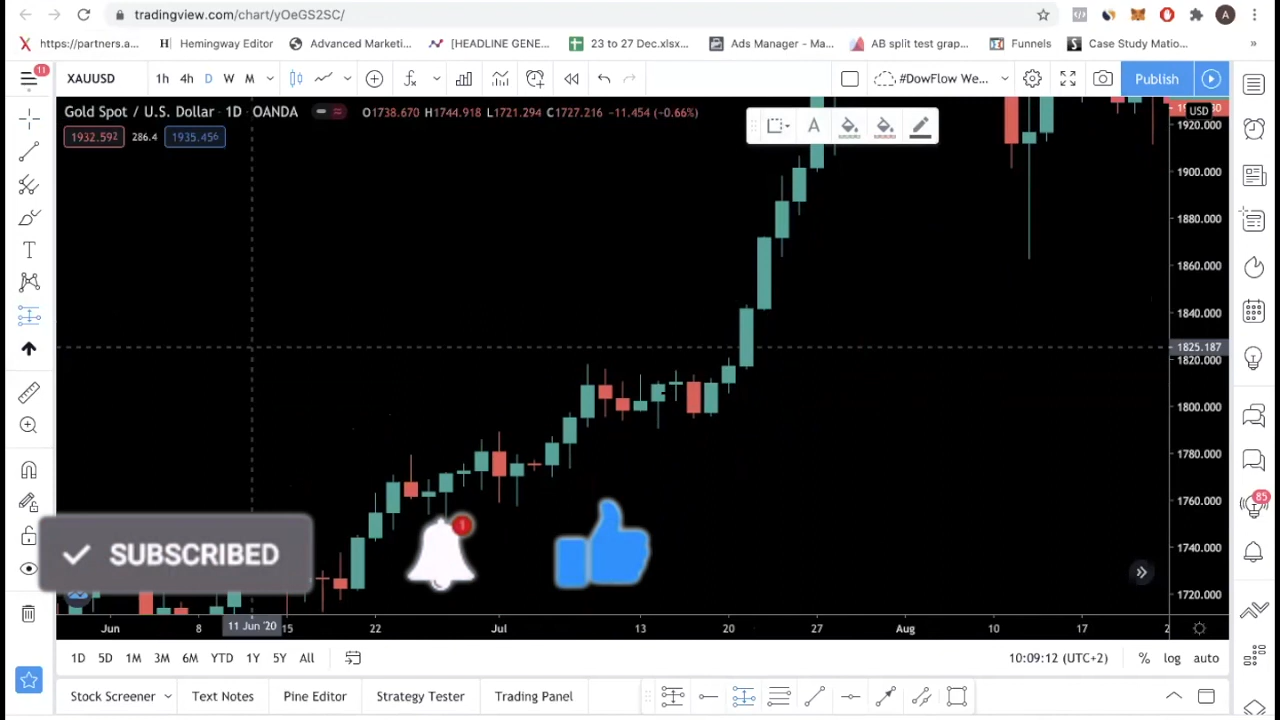 tradingview.com/chart/yOeGS2SC/
A
https://partners.a...
Hemingway Editor
Advanced Marketi...
[HEADLINE GENE...
23 to 27 Dec.xlsx...
Ads Manager - Ma...
AB split test grap...
Funnels
Case Study Matio...
»
11
XAUUSD 1h 4h D W M
#DowFlow We...
Publish
Gold Spot / U.S. Dollar · 1D · OANDA
O1738.670 H1744.918 L1721.294 C1727.216 −11.454 (−0.66%)
1932.592 286.4 1935.456
USD
1920.000
1900.000
1880.000
1860.000
1840.000
1825.187
1820.000
1800.000
1780.000
1760.000
1740.000
1720.000
85
1
SUBSCRIBED
Jun 8 11 Jun '20 15 22 Jul 13 20 27 Aug 10 17 2
1D 5D 1M 3M 6M YTD 1Y 5Y All
10:09:12 (UTC+2) % log auto
Stock Screener Text Notes Pine Editor Strategy Tester Trading Panel